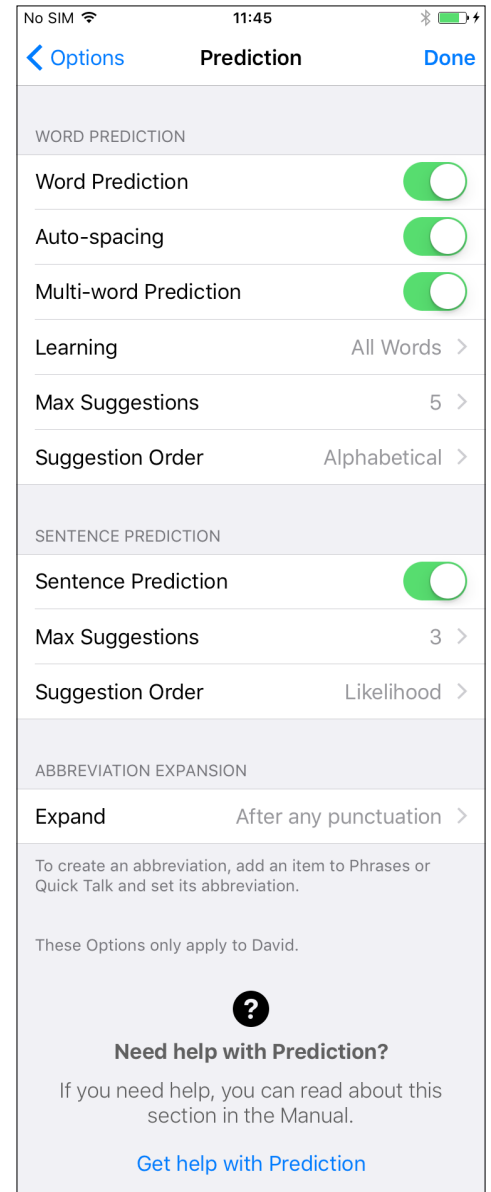 No SIM 11:45
Options Prediction Done
WORD PREDICTION
Word Prediction
Auto-spacing
Multi-word Prediction
Learning All Words
Max Suggestions 5
Suggestion Order Alphabetical
SENTENCE PREDICTION
Sentence Prediction
Max Suggestions 3
Suggestion Order Likelihood
ABBREVIATION EXPANSION
Expand After any punctuation
To create an abbreviation, add an item to Phrases or
Quick Talk and set its abbreviation.
These Options only apply to David.
?
Need help with Prediction?
If you need help, you can read about this
section in the Manual.
Get help with Prediction